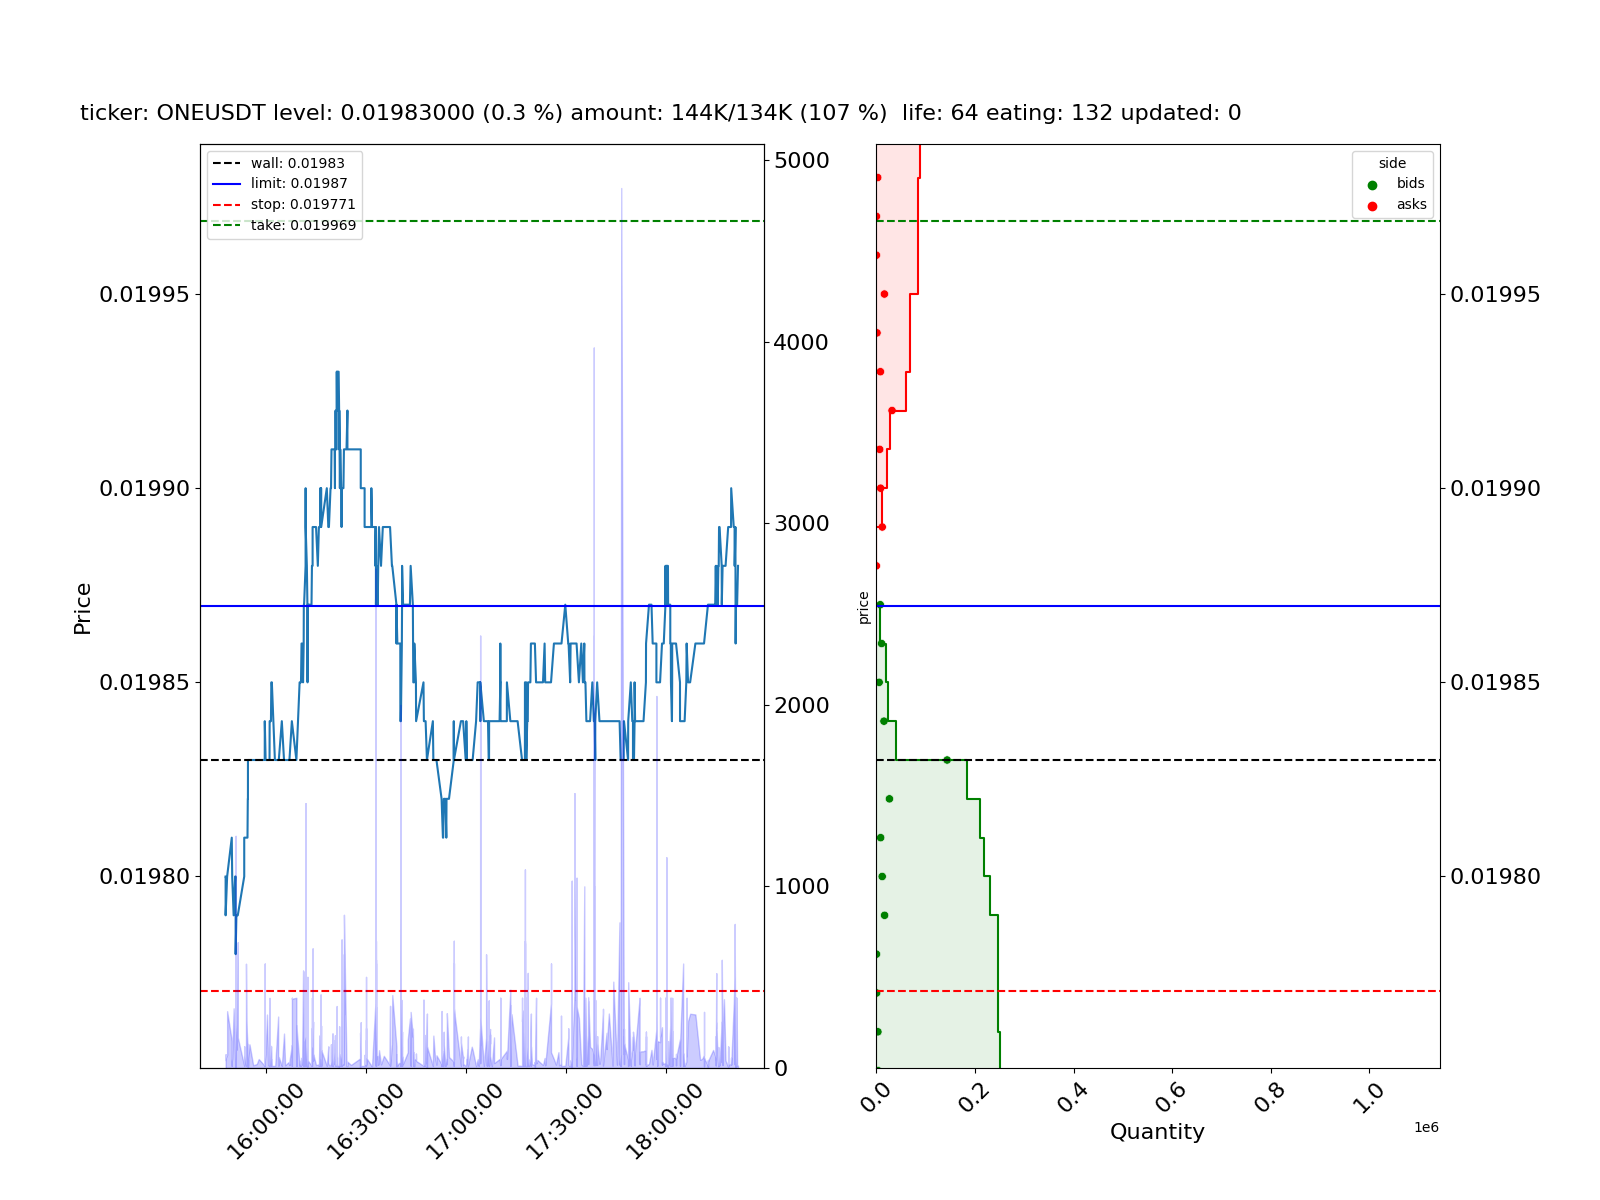 ticker: ONEUSDT level: 0.01983000 (0.3 %) amount: 144K/134K (107 %)  life: 64 eating: 132 updated: 0
wall: 0.01983
limit: 0.01987
stop: 0.019771
take: 0.019969
Price
0.01995
0.01990
0.01985
0.01980
5000
4000
3000
2000
1000
0
16:00:00
16:30:00
17:00:00
17:30:00
18:00:00
side
bids
asks
price
0.01995
0.01990
0.01985
0.01980
0.0
0.2
0.4
0.6
0.8
1.0
1e6
Quantity